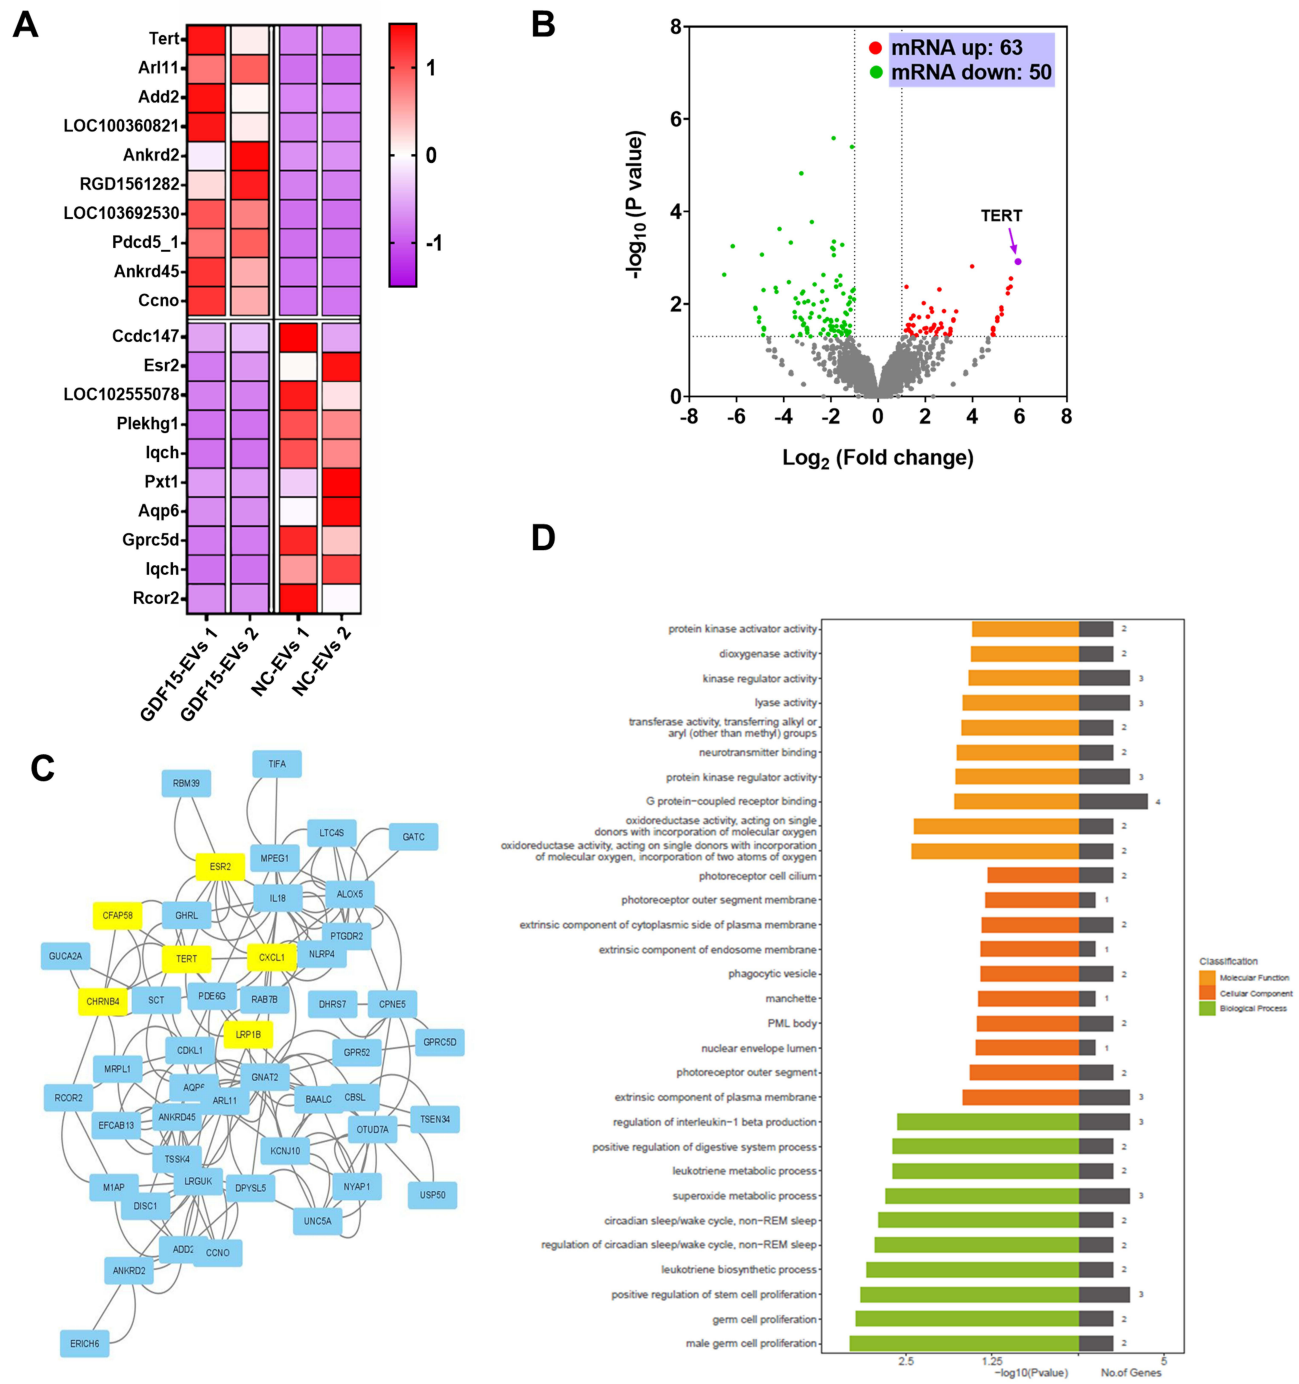 A
Tert
Arl11
Add2
LOC100360821
Ankrd2
RGD1561282
LOC103692530
Pdcd5_1
Ankrd45
Ccno
Ccdc147
Esr2
LOC102555078
Plekhg1
Iqch
Pxt1
Aqp6
Gprc5d
Iqch
Rcor2
1
0
-1
GDF15-EVs 1
GDF15-EVs 2
NC-EVs 1
NC-EVs 2
B
mRNA up: 63
mRNA down: 50
TERT
-log10 (P value)
8
6
4
2
0
-8 -6 -4 -2 0 2 4 6 8
Log2 (Fold change)
C
TIFA
RBM39
LTC4S
GATC
MPEG1
ESR2
IL18
ALOX5
CFAP58
GHRL
PTGDR2
GUCA2A
TERT
CXCL1
NLRP4
CHRNB4
SCT
PDE6G
RAB7B
DHRS7
CPNE5
LRP1B
CDKL1
GPR52
GPRC5D
MRPL1
GNAT2
RCOR2
ARL11
BAALC
CBSL
EFCAB13
ANKRD45
TSEN34
OTUD7A
TSSK4
KCNJ10
M1AP
LRGUK
DPYSL5
NYAP1
USP50
DISC1
UNC5A
ADD2
CCNO
ANKRD2
ERICH6
D
protein kinase activator activity 2
dioxygenase activity 2
kinase regulator activity 3
lyase activity 3
transferase activity, transferring alkyl or
aryl (other than methyl) groups 2
neurotransmitter binding 2
protein kinase regulator activity 3
G protein−coupled receptor binding 4
oxidoreductase activity, acting on single
donors with incorporation of molecular oxygen 2
oxidoreductase activity, acting on single donors with incorporation
of molecular oxygen, incorporation of two atoms of oxygen 2
photoreceptor cell cilium 2
photoreceptor outer segment membrane 1
extrinsic component of cytoplasmic side of plasma membrane 2
extrinsic component of endosome membrane 1
phagocytic vesicle 2
manchette 1
PML body 2
nuclear envelope lumen 1
photoreceptor outer segment 2
extrinsic component of plasma membrane 3
regulation of interleukin−1 beta production 3
positive regulation of digestive system process 2
leukotriene metabolic process 2
superoxide metabolic process 3
circadian sleep/wake cycle, non−REM sleep 2
regulation of circadian sleep/wake cycle, non−REM sleep 2
leukotriene biosynthetic process 2
positive regulation of stem cell proliferation 3
germ cell proliferation 2
male germ cell proliferation 2
2.5 1.25 5
−log10(Pvalue) No.of Genes
Classification
Molecular Function
Cellular Component
Biological Process